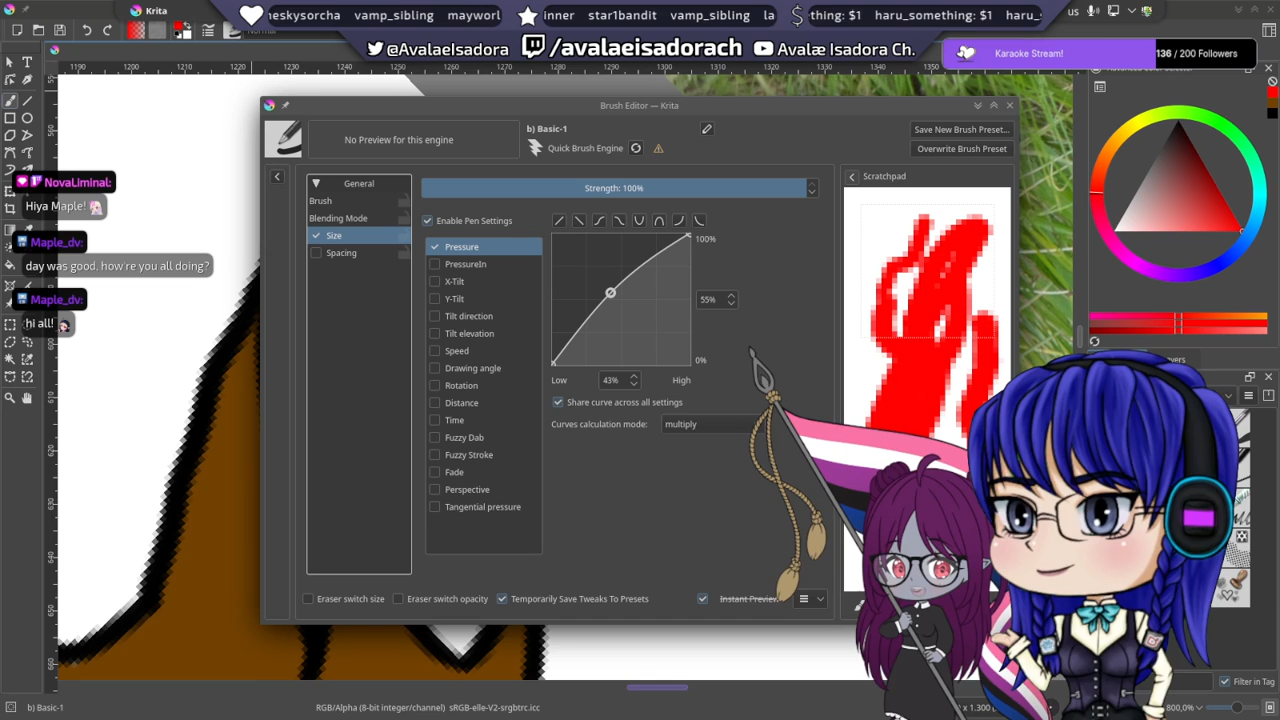 Krita
heskysorcha vamp_sibling mayworl
inner star1bandit vamp_sibling la
thing: $1 haru_something: $1 haru_s
us
@AvalaeIsadora /avalaeisadorach Avalæ Isadora Ch.
Karaoke Stream! 136 / 200 Followers
Normal
1190 1200 1210 1220 1230 1240 1250 1260 1270 1280 1290 1300 1310 1320 1330 1340 1350
Brush Editor — Krita
No Preview for this engine
b) Basic-1
Quick Brush Engine
Save New Brush Preset...
Overwrite Brush Preset
NovaLiminal:
Hiya Maple!
Maple_dv:
day was good. how're you all doing?
Maple_dv:
hi all!
General
Brush
Blending Mode
Size
Spacing
Strength: 100%
Enable Pen Settings
Pressure
PressureIn
X-Tilt
Y-Tilt
Tilt direction
Tilt elevation
Speed
Drawing angle
Rotation
Distance
Time
Fuzzy Dab
Fuzzy Stroke
Fade
Perspective
Tangential pressure
100%
55%
0%
Low 43% High
Share curve across all settings
Curves calculation mode: multiply
Scratchpad
Eraser switch size Eraser switch opacity Temporarily Save Tweaks To Presets Instant Preview
Filter in Tag
b) Basic-1 RGB/Alpha (8-bit integer/channel) sRGB-elle-V2-srgbtrc.icc x 1.300 800,0%